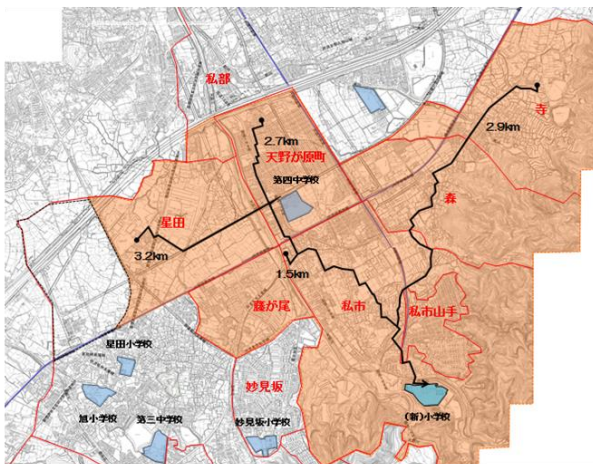 私部
寺
2.7km
2.9km
天野が原町
第四中学校
森
星田
3.2km
1.5km
藤が尾
私市
私市山手
星田小学校
妙見坂
旭小学校
第三中学校
妙見坂小学校
(新)小学校